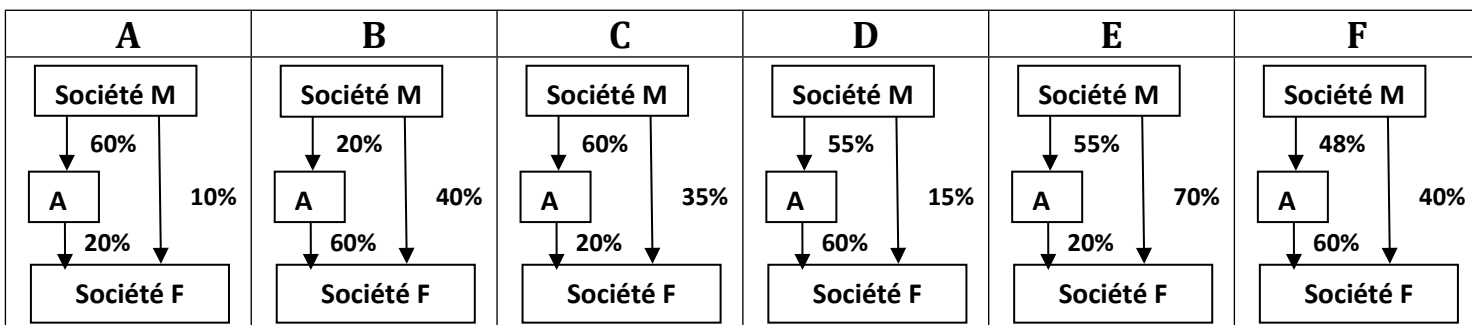 A B C D E F
Société M Société M Société M Société M Société M Société M
60% 20% 60% 55% 55% 48%
A 10% A 40% A 35% A 15% A 70% A 40%
20% 60% 20% 60% 20% 60%
Société F Société F Société F Société F Société F Société F